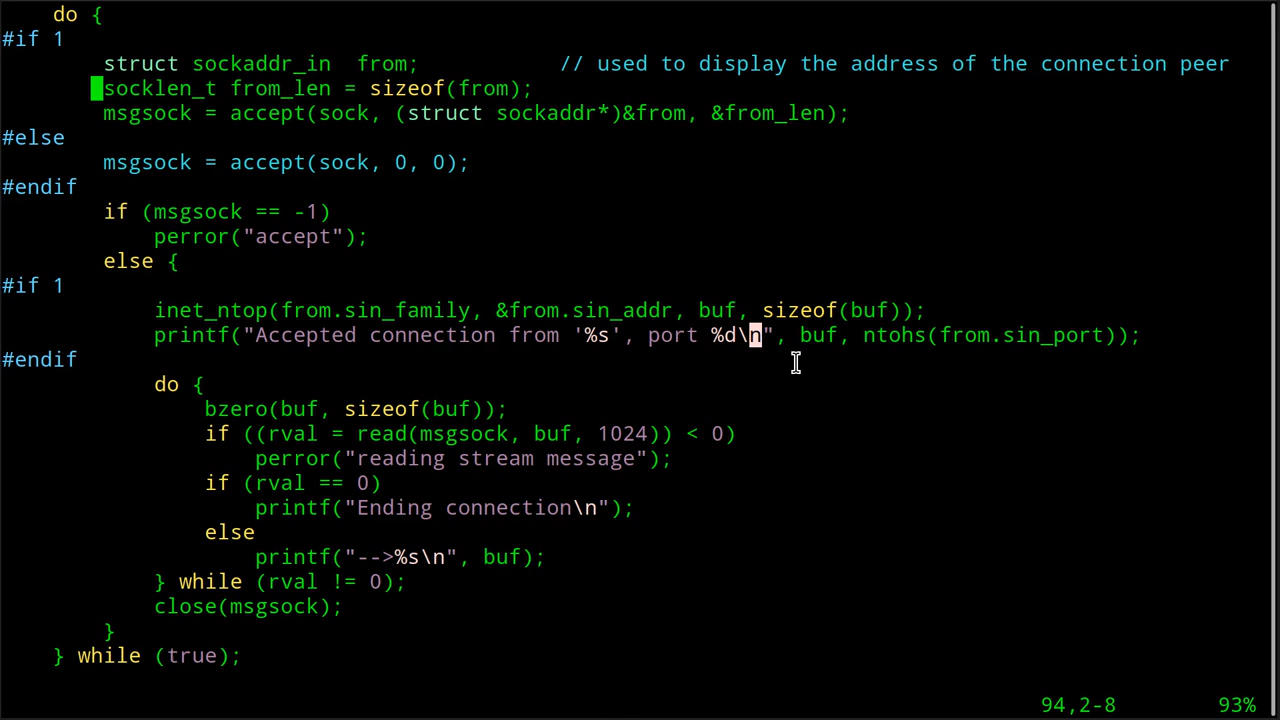 do {
#if 1
        struct sockaddr_in  from;           // used to display the address of the connection peer
        socklen_t from_len = sizeof(from);
        msgsock = accept(sock, (struct sockaddr*)&from, &from_len);
#else
        msgsock = accept(sock, 0, 0);
#endif
        if (msgsock == -1)
            perror("accept");
        else {
#if 1
            inet_ntop(from.sin_family, &from.sin_addr, buf, sizeof(buf));
            printf("Accepted connection from '%s', port %d\n", buf, ntohs(from.sin_port));
#endif
            do {
                bzero(buf, sizeof(buf));
                if ((rval = read(msgsock, buf, 1024)) < 0)
                    perror("reading stream message");
                if (rval == 0)
                    printf("Ending connection\n");
                else
                    printf("-->%s\n", buf);
            } while (rval != 0);
            close(msgsock);
        }
    } while (true);
94,2-8        93%